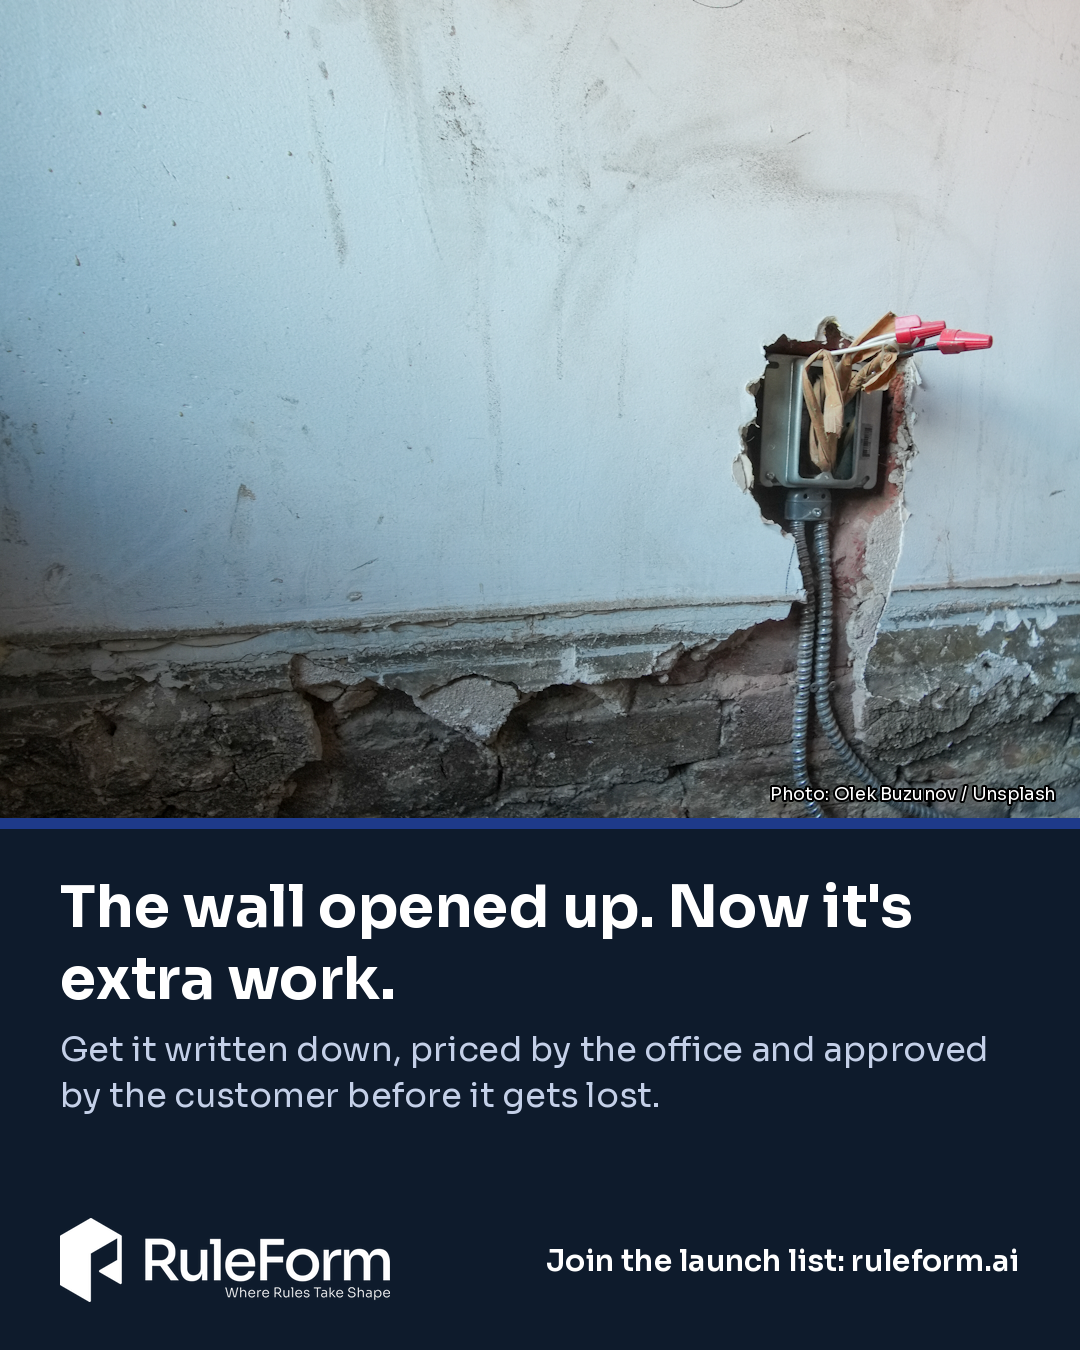 Photo: Olek Buzunov / Unsplash
The wall opened up. Now it's
extra work.
Get it written down, priced by the office and approved
by the customer before it gets lost.
RuleForm
Where Rules Take Shape
Join the launch list: ruleform.ai